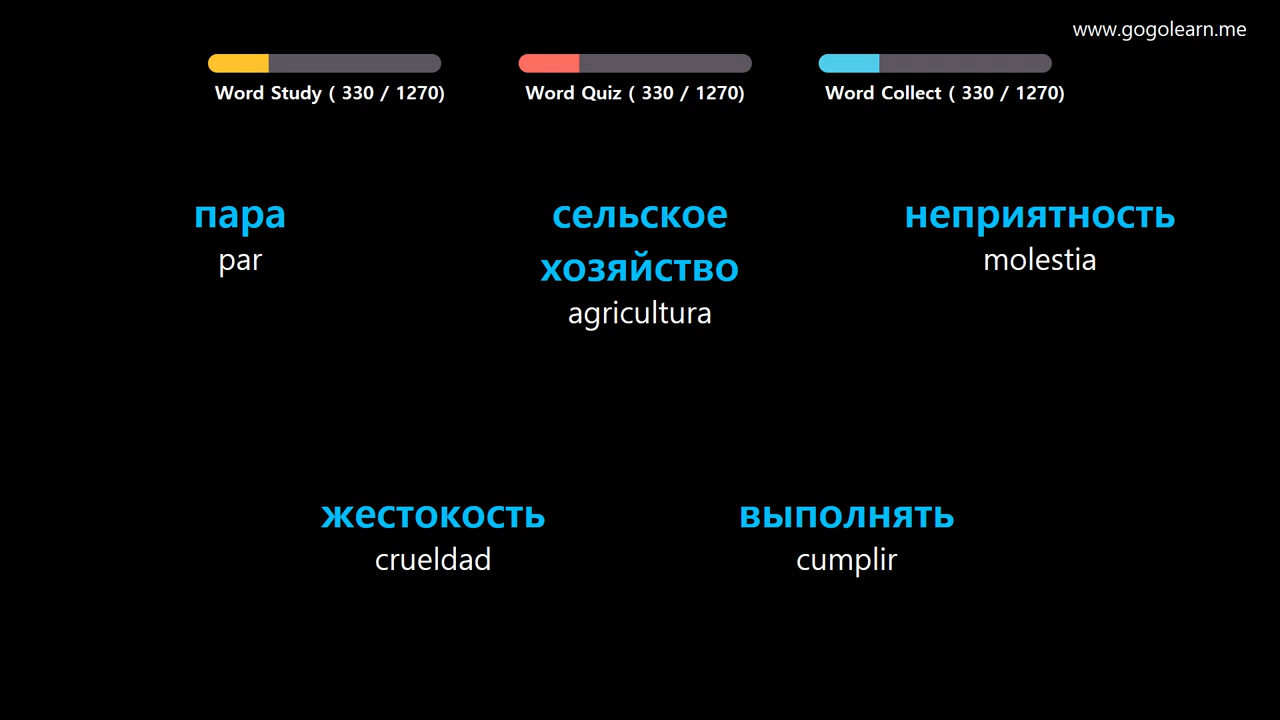 www.gogolearn.me
Word Study ( 330 / 1270)
Word Quiz ( 330 / 1270)
Word Collect ( 330 / 1270)
пара
par
сельское
хозяйство
agricultura
неприятность
molestia
жестокость
crueldad
выполнять
cumplir